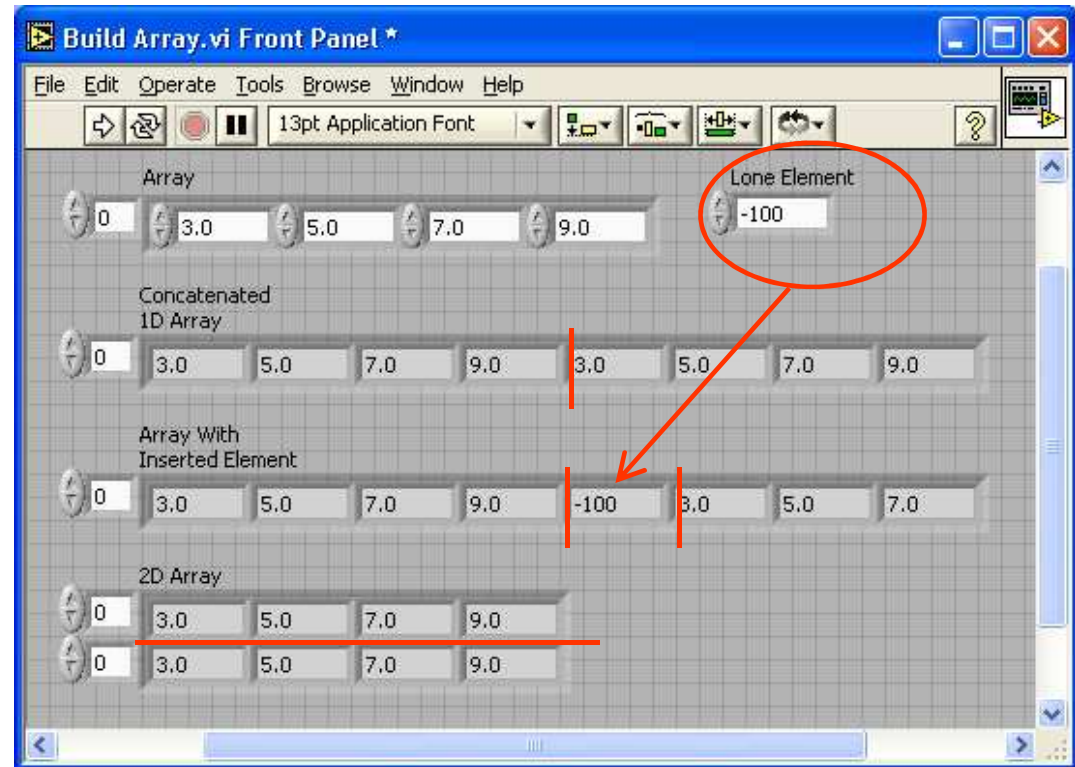 Build Array.vi Front Panel *
File Edit Operate Tools Browse Window Help
13pt Application Font
?
Array
Lone Element
0 3.0 5.0 7.0 9.0
-100
Concatenated
1D Array
0 3.0 5.0 7.0 9.0 3.0 5.0 7.0 9.0
Array With
Inserted Element
0 3.0 5.0 7.0 9.0 -100 3.0 5.0 7.0
2D Array
0 3.0 5.0 7.0 9.0
0 3.0 5.0 7.0 9.0